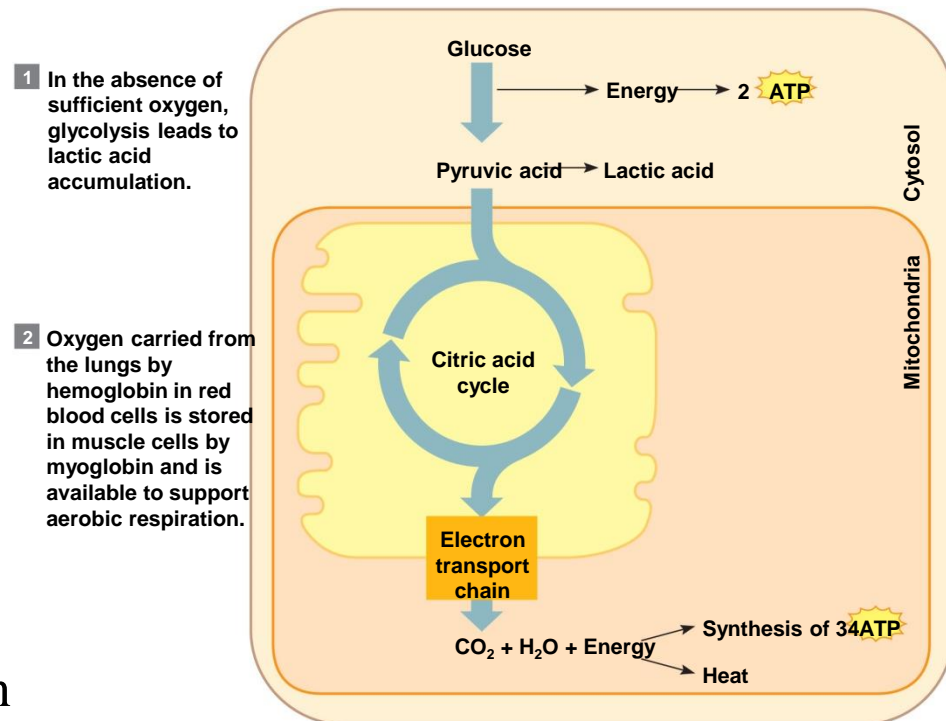 Glucose
Energy
2 ATP
Pyruvic acid
Lactic acid
Cytosol
1 In the absence of
sufficient oxygen,
glycolysis leads to
lactic acid
accumulation.
Mitochondria
2 Oxygen carried from
the lungs by
hemoglobin in red
blood cells is stored
in muscle cells by
myoglobin and is
available to support
aerobic respiration.
Citric acid
cycle
Electron
transport
chain
CO₂ + H₂O + Energy
Synthesis of 34ATP
Heat